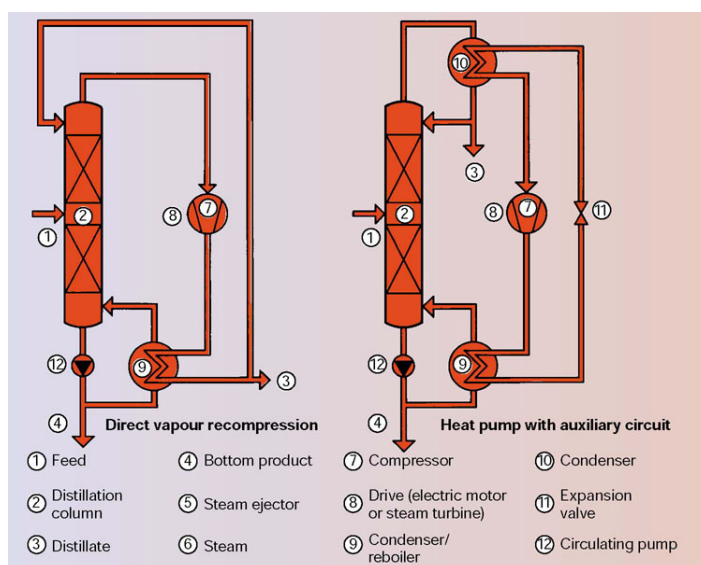 10
2
8
7
3
1
9
12
3
4
2
8
7
11
1
9
12
4
Direct vapour recompression
Heat pump with auxiliary circuit
1 Feed
2 Distillation
column
3 Distillate
4 Bottom product
5 Steam ejector
6 Steam
7 Compressor
8 Drive (electric motor
or steam turbine)
9 Condenser/
reboiler
10 Condenser
11 Expansion
valve
12 Circulating pump